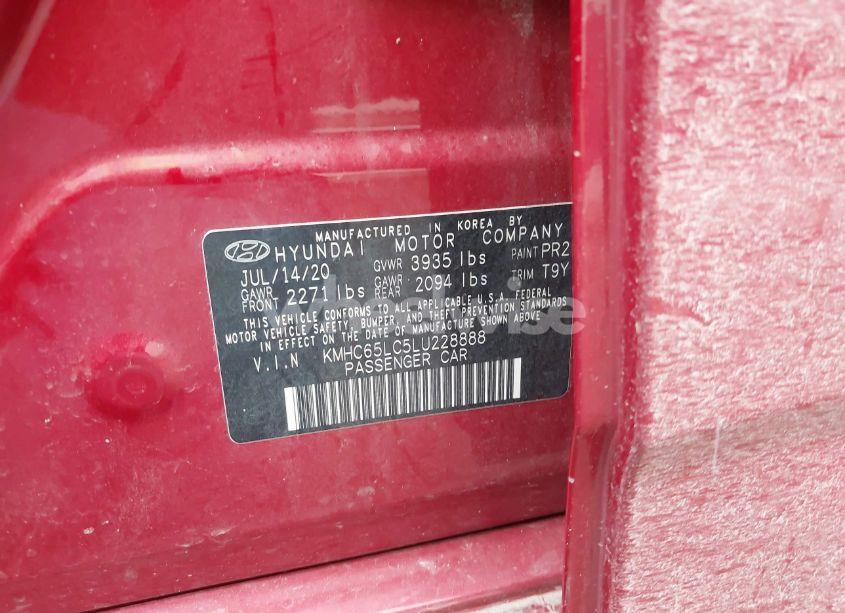 MANUFACTURED IN KOREA BY
HYUNDAI MOTOR COMPANY
JUL/14/20 GVWR 3935 lbs PAINT PR2
GAWR FRONT 2271 lbs GAWR REAR 2094 lbs TRIM T9Y
THIS VEHICLE CONFORMS TO ALL APPLICABLE U.S.A. FEDERAL
MOTOR VEHICLE SAFETY, BUMPER, AND THEFT PREVENTION STANDARDS
IN EFFECT ON THE DATE OF MANUFACTURE SHOWN ABOVE
V.I.N KMHC65LC5LU228888
PASSENGER CAR